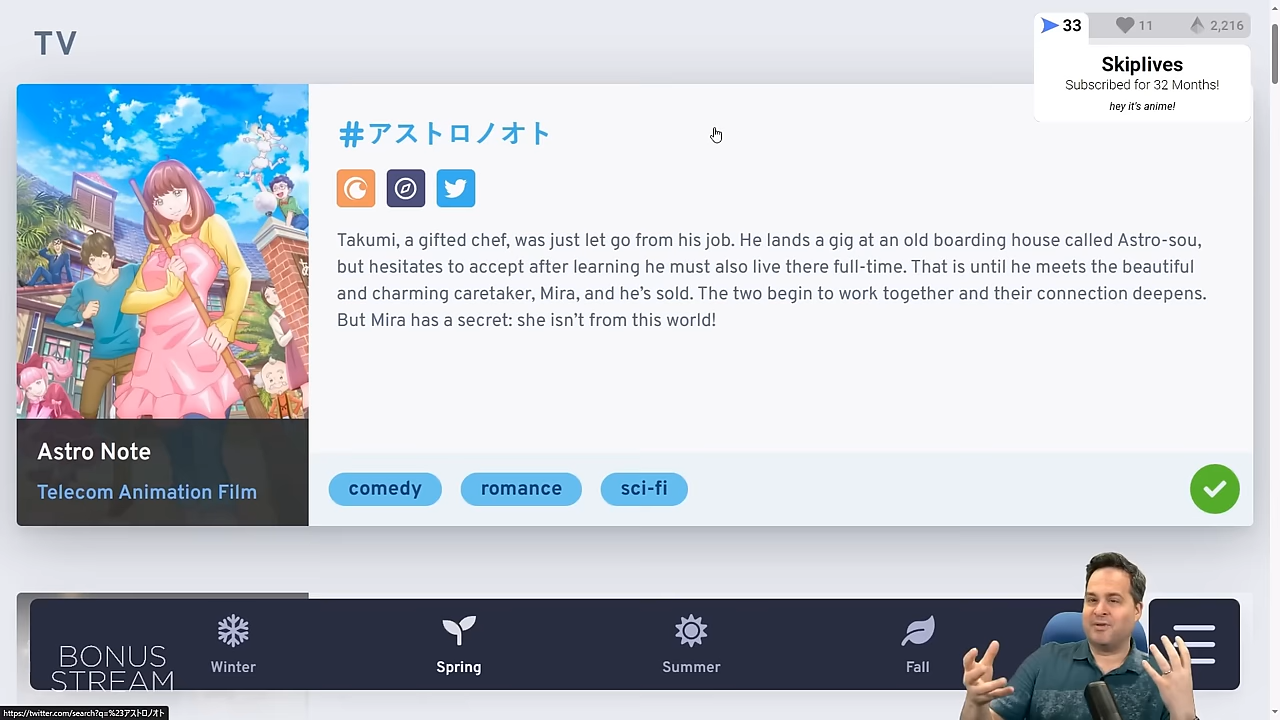 TV
33
11
2,216
Skiplives
Subscribed for 32 Months!
hey it's anime!
#アストロノオト
Takumi, a gifted chef, was just let go from his job. He lands a gig at an old boarding house called Astro-sou,
but hesitates to accept after learning he must also live there full-time. That is until he meets the beautiful
and charming caretaker, Mira, and he's sold. The two begin to work together and their connection deepens.
But Mira has a secret: she isn't from this world!
Astro Note
Telecom Animation Film
comedy
romance
sci-fi
BONUS
STREAM
Winter
Spring
Summer
Fall
https://twitter.com/search?q=%23アストロノオト